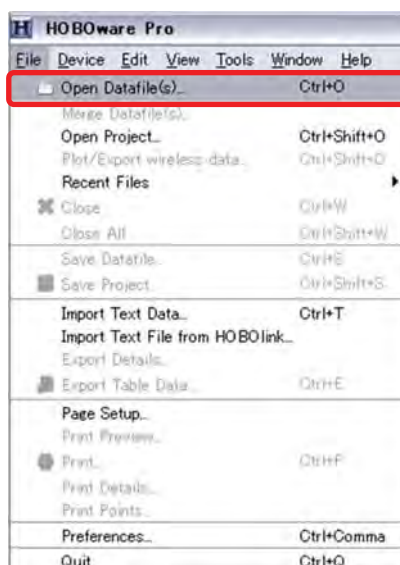 HOBOware Pro
File Device Edit View Tools Window Help
Open Datafile(s)... Ctrl+O
Merge Datafile(s)...
Open Project... Ctrl+Shift+O
Plot/Export wireless data... Ctrl+Shift+D
Recent Files
Close Ctrl+W
Close All Ctrl+Shift+W
Save Datafile... Ctrl+S
Save Project... Ctrl+Shift+S
Import Text Data... Ctrl+T
Import Text File from HOBOlink...
Export Details...
Export Table Data... Ctrl+E
Page Setup...
Print Preview...
Print... Ctrl+P
Print Details...
Print Points...
Preferences... Ctrl+Comma
Quit Ctrl+Q